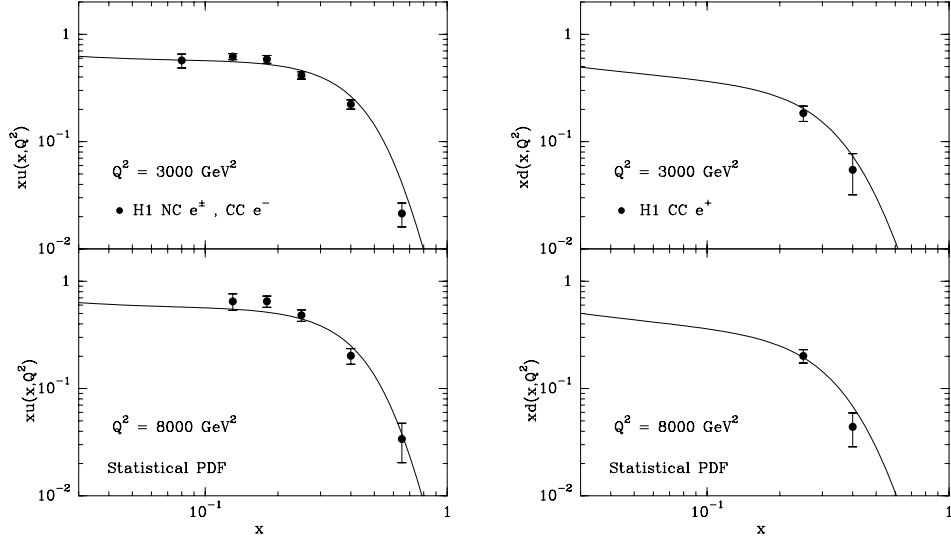 1
10⁻¹
10⁻²
xu(x,Q²)
Q² = 3000 GeV²
H1 NC e± , CC e⁻
1
10⁻¹
10⁻²
xd(x,Q²)
Q² = 3000 GeV²
H1 CC e⁺
1
10⁻¹
10⁻²
xu(x,Q²)
Q² = 8000 GeV²
Statistical PDF
10⁻¹
1
x
1
10⁻¹
10⁻²
xd(x,Q²)
Q² = 8000 GeV²
Statistical PDF
10⁻¹
1
x